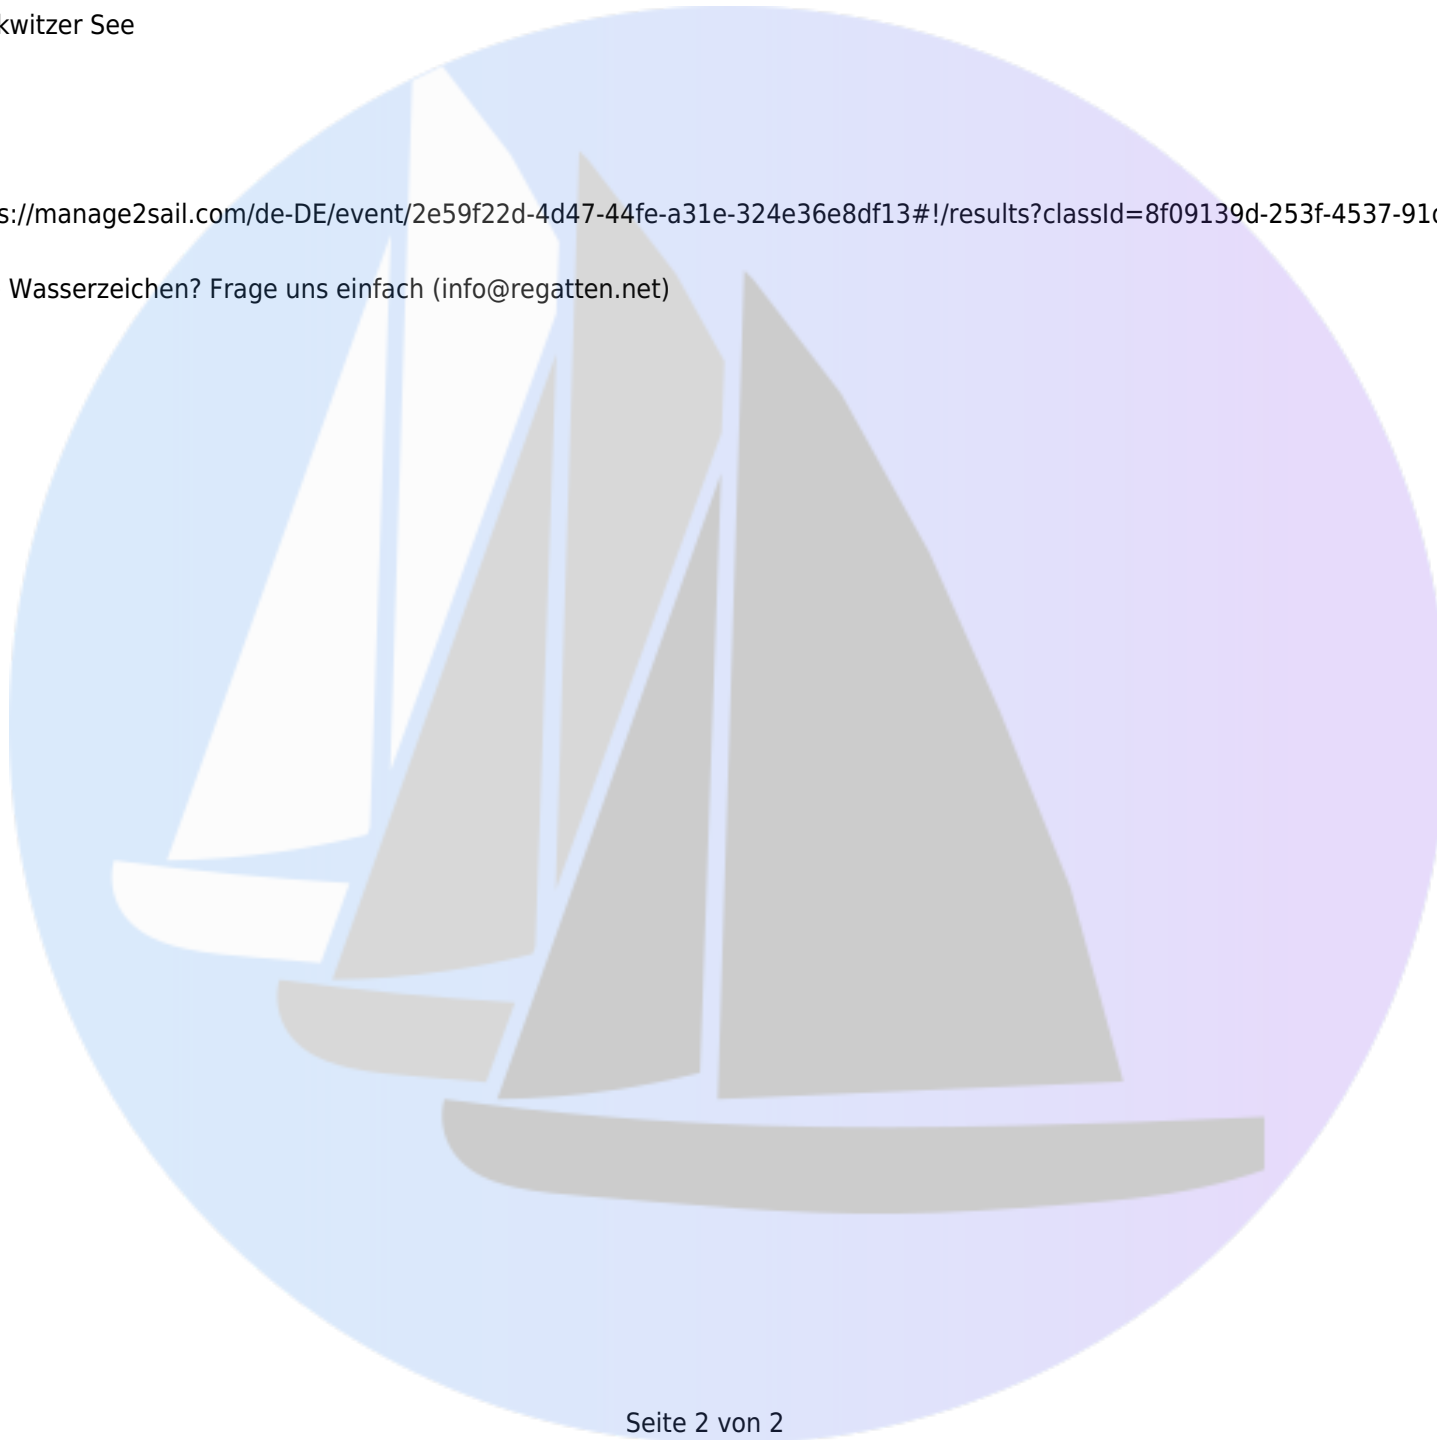 kwitzer See
s://manage2sail.com/de-DE/event/2e59f22d-4d47-44fe-a31e-324e36e8df13#!/results?classId=8f09139d-253f-4537-91
Wasserzeichen? Frage uns einfach (info@regatten.net)
Seite 2 von 2